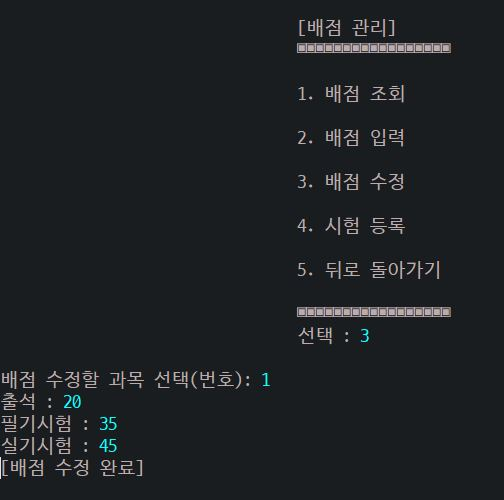 [배점 관리]
▣▣▣▣▣▣▣▣▣▣▣▣▣▣▣▣▣
1. 배점 조회
2. 배점 입력
3. 배점 수정
4. 시험 등록
5. 뒤로 돌아가기
▣▣▣▣▣▣▣▣▣▣▣▣▣▣▣▣▣
선택 : 3
배점 수정할 과목 선택(번호): 1
출석 : 20
필기시험 : 35
실기시험 : 45
[배점 수정 완료]